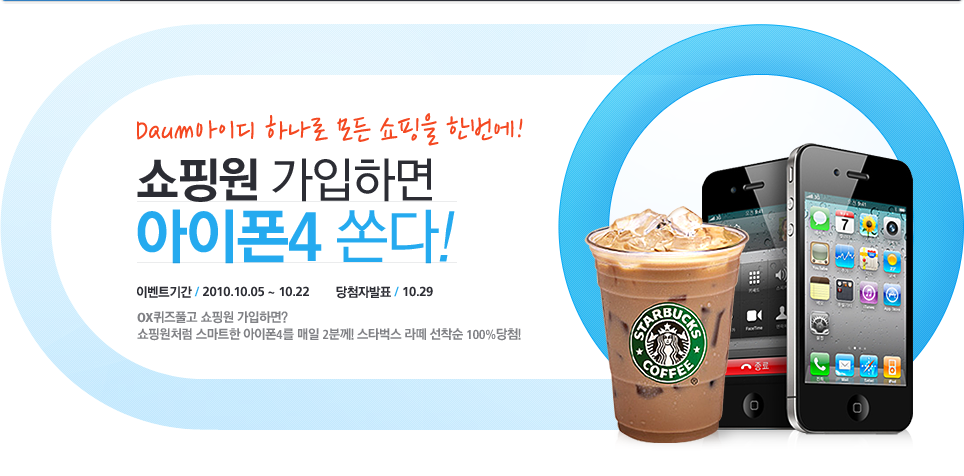 Daum아이디 하나로 모든 쇼핑을 한번에!
쇼핑원 가입하면
아이폰4 쏜다!
이벤트기간 / 2010.10.05 ~ 10.22 당첨자발표 / 10.29
OX퀴즈풀고 쇼핑원 가입하면?
쇼핑원처럼 스마트한 아이폰4를 매일 2분께! 스타벅스 라떼 선착순 100%당첨!
STARBUCKS
COFFEE
FaceTime
종료
7